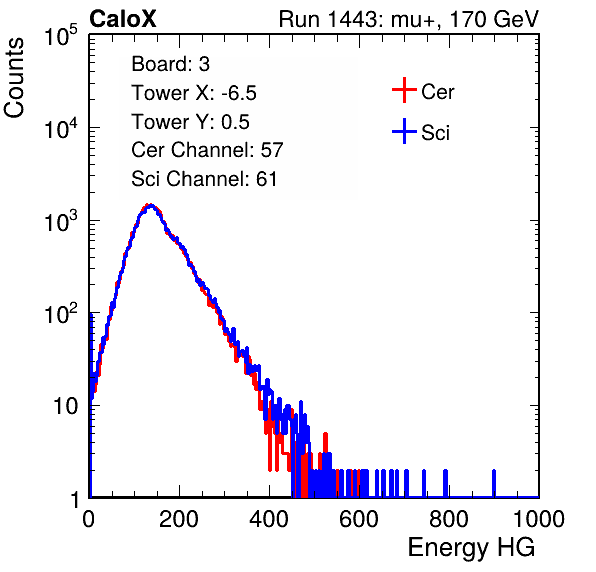 CaloX Run 1443: mu+, 170 GeV
Counts
10^5
10^4
10^3
10^2
10
1
Board: 3
Tower X: -6.5
Tower Y: 0.5
Cer Channel: 57
Sci Channel: 61
Cer
Sci
0 200 400 600 800 1000
Energy HG